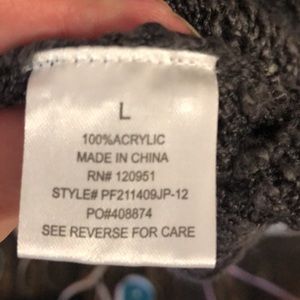 L
100%ACRYLIC
MADE IN CHINA
RN# 120951
STYLE# PF211409JP-12
PO#408874
SEE REVERSE FOR CARE